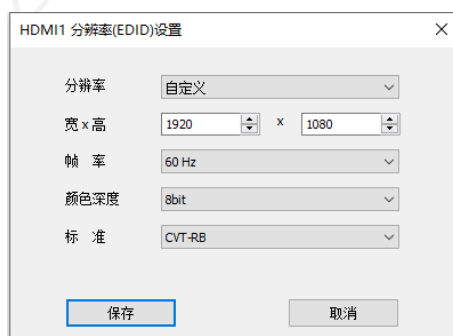 HDMI1 分辨率(EDID)设置
分辨率 自定义
宽 x 高 1920 x 1080
帧 率 60 Hz
颜色深度 8bit
标 准 CVT-RB
保存 取消